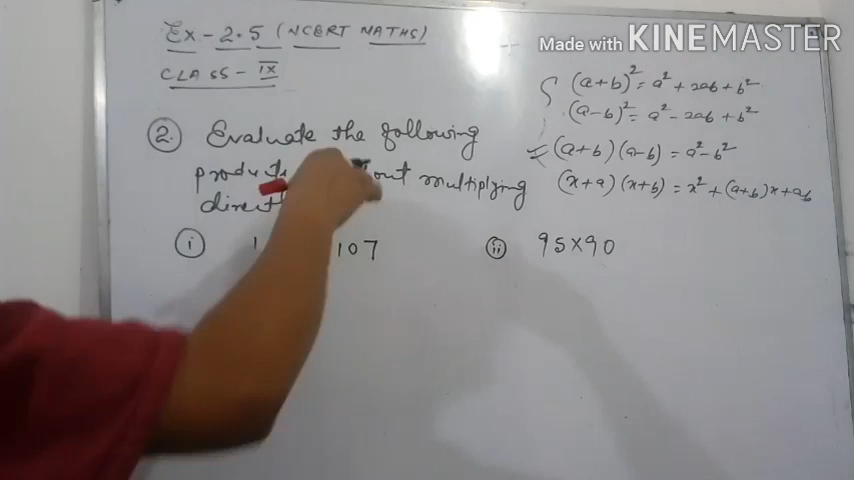 Ex-2.5 (NCERT MATHS)
CLASS-IX
Made with KINEMASTER
(a+b)² = a² + 2ab + b²
(a-b)² = a² - 2ab + b²
(a+b)(a-b) = a² - b²
(x+a)(x+b) = x² + (a+b)x + ab
2. Evaluate the following
multiplying
i 107
ii 95×90